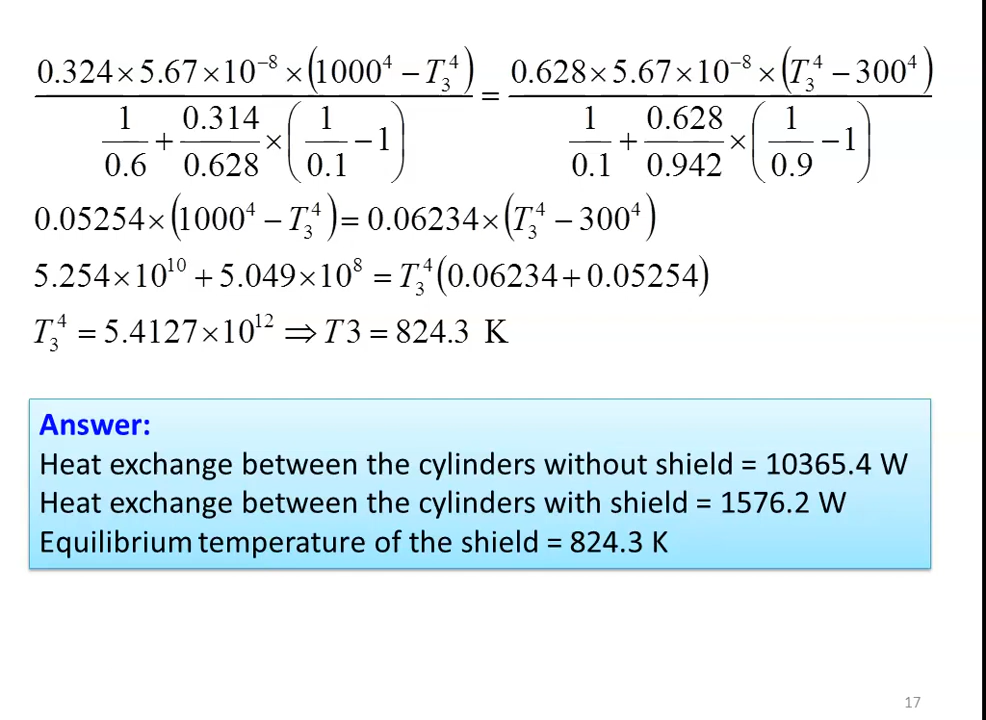 0.324×5.67×10⁻⁸×(1000⁴ − T₃⁴) / (1/0.6 + 0.314/0.628 × (1/0.1 − 1)) = 0.628×5.67×10⁻⁸×(T₃⁴ − 300⁴) / (1/0.1 + 0.628/0.942 × (1/0.9 − 1))
0.05254×(1000⁴ − T₃⁴) = 0.06234×(T₃⁴ − 300⁴)
5.254×10¹⁰ + 5.049×10⁸ = T₃⁴(0.06234 + 0.05254)
T₃⁴ = 5.4127×10¹² ⇒ T3 = 824.3 K
Answer:
Heat exchange between the cylinders without shield = 10365.4 W
Heat exchange between the cylinders with shield = 1576.2 W
Equilibrium temperature of the shield = 824.3 K
17